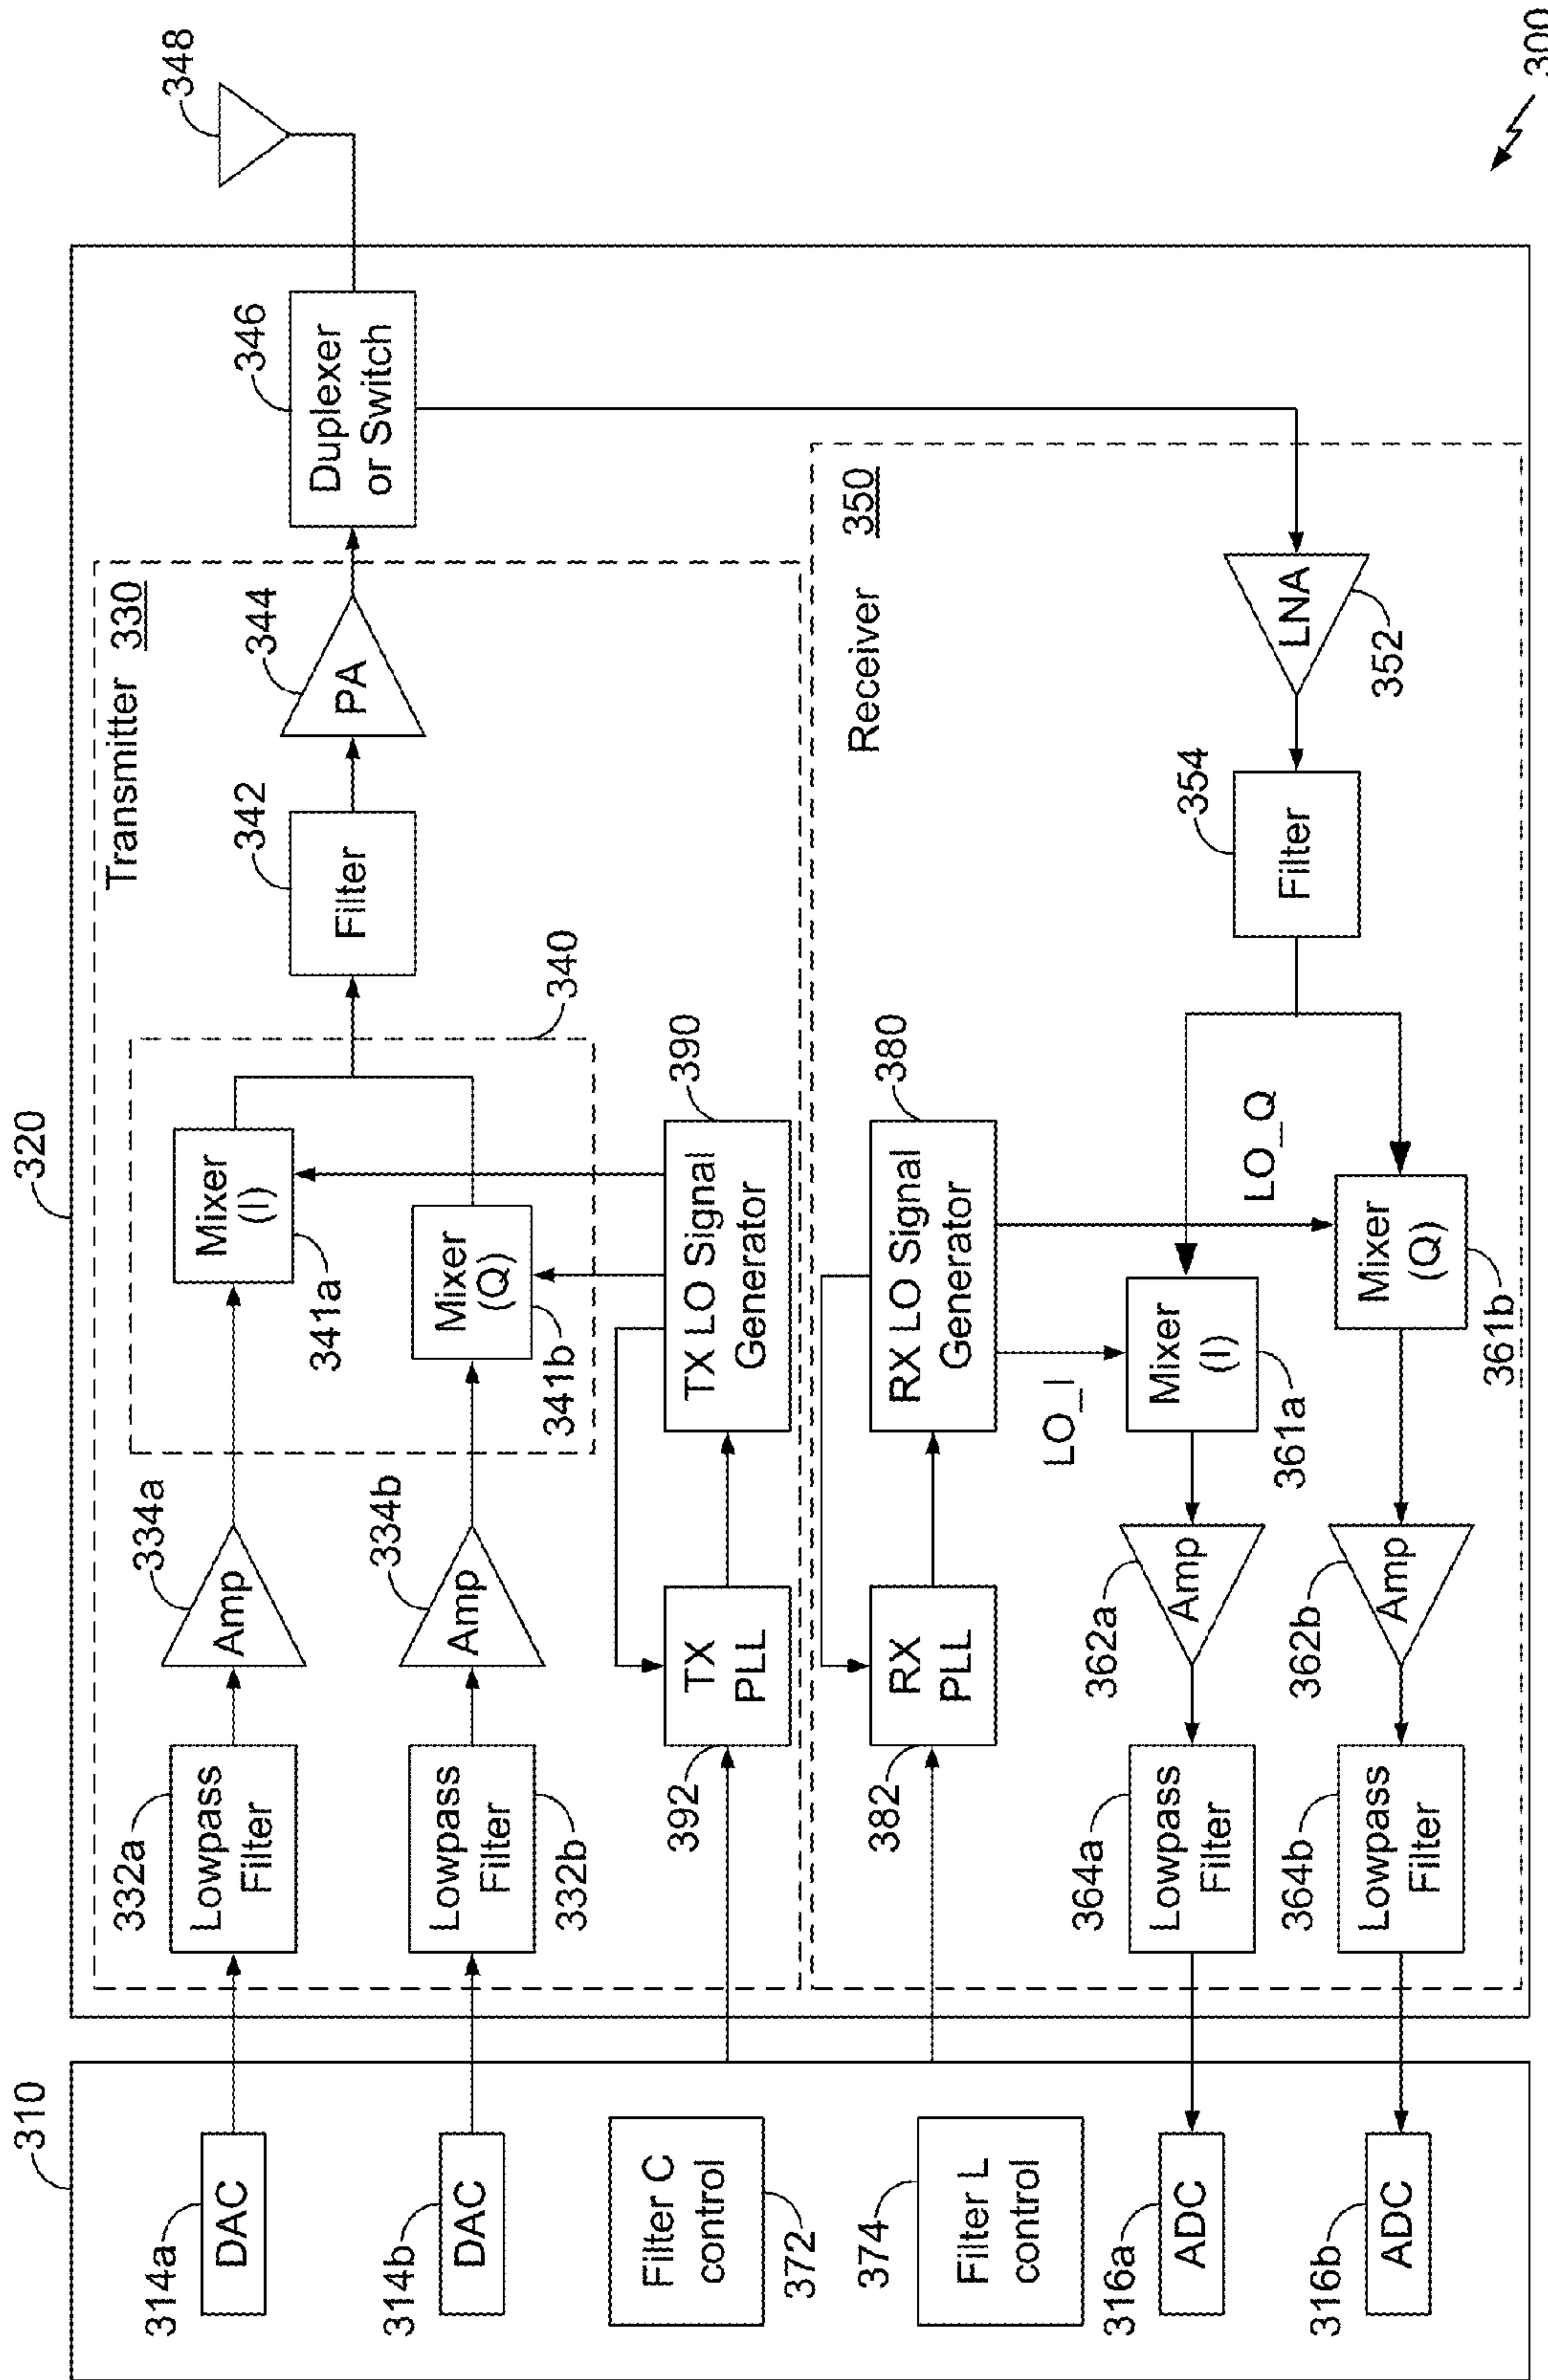 310
314a
DAC
314b
DAC
Filter C
control
372
374
Filter L
control
316a
ADC
316b
ADC
320
Transmitter 330
332a
Lowpass
Filter
334a
Amp
Mixer
(I)
341a
332b
Lowpass
Filter
334b
Amp
Mixer
(Q)
341b
340
342
Filter
344
PA
346
Duplexer
or Switch
348
392
TX
PLL
390
TX LO Signal
Generator
Receiver 350
382
RX
PLL
380
RX LO Signal
Generator
LO_I
LO_Q
364a
Lowpass
Filter
362a
Amp
Mixer
(I)
361a
364b
Lowpass
Filter
362b
Amp
Mixer
(Q)
361b
354
Filter
LNA
352
300